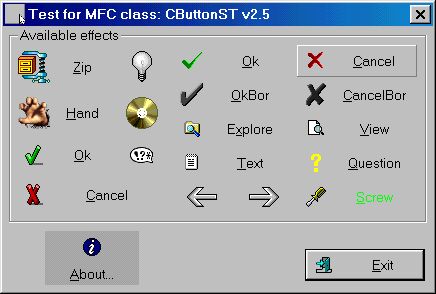 Test for MFC class: CButtonST v2.5
Available effects
Zip
Ok
Cancel
Hand
OkBor
CancelBor
Explore
View
Ok
!?#
Text
Question
Cancel
Screw
About...
Exit